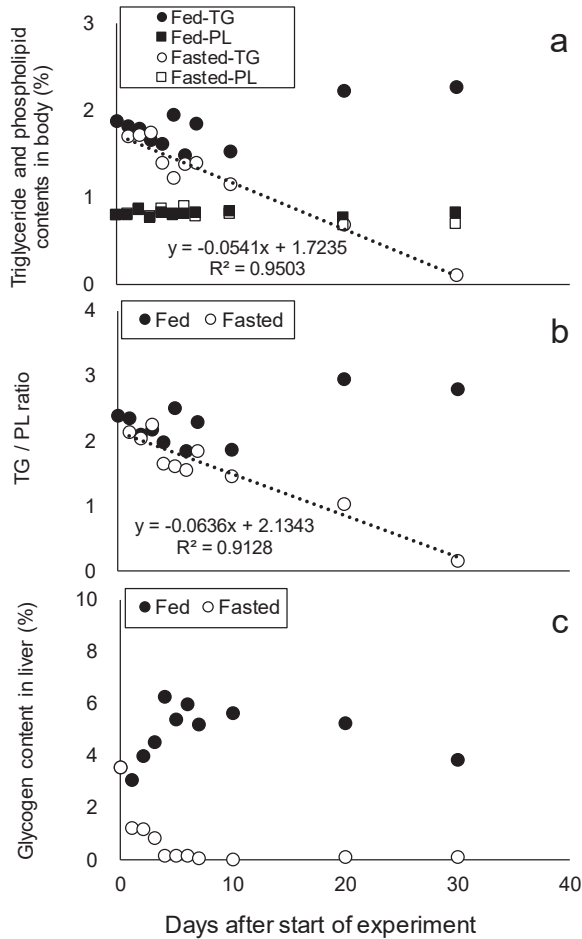 Triglyceride and phospholipid
contents in body (%)
3
2
1
0
Fed-TG
Fed-PL
Fasted-TG
Fasted-PL
a
y = -0.0541x + 1.7235
R² = 0.9503
TG / PL ratio
4
3
2
1
0
Fed Fasted
b
y = -0.0636x + 2.1343
R² = 0.9128
Glycogen content in liver (%)
10
8
6
4
2
0
Fed Fasted
c
0 10 20 30 40
Days after start of experiment